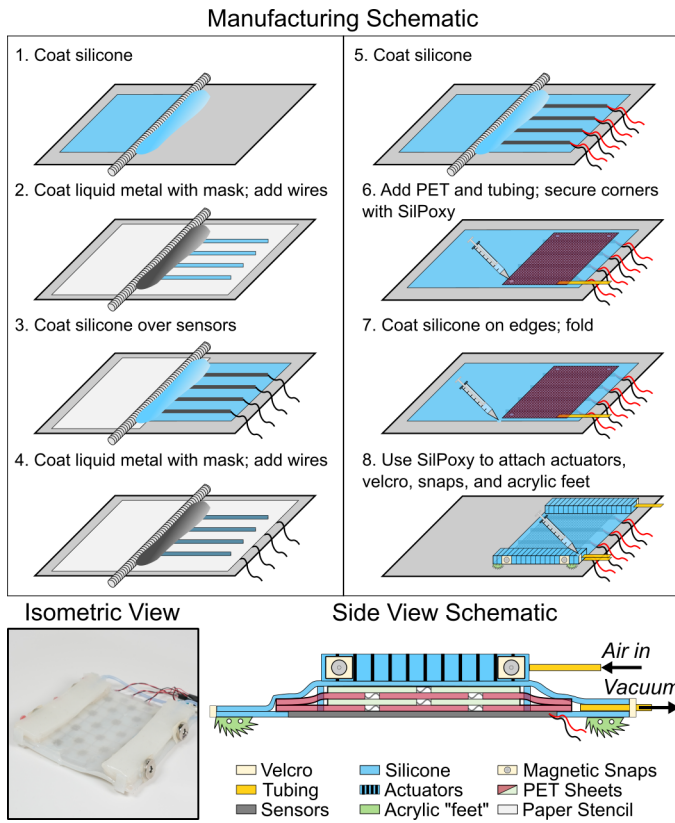 Manufacturing Schematic
1. Coat silicone
2. Coat liquid metal with mask; add wires
3. Coat silicone over sensors
4. Coat liquid metal with mask; add wires
5. Coat silicone
6. Add PET and tubing; secure corners
with SilPoxy
7. Coat silicone on edges; fold
8. Use SilPoxy to attach actuators,
velcro, snaps, and acrylic feet
Isometric View
Side View Schematic
Air in
Vacuum
Velcro
Silicone
Magnetic Snaps
Tubing
Actuators
PET Sheets
Sensors
Acrylic "feet"
Paper Stencil